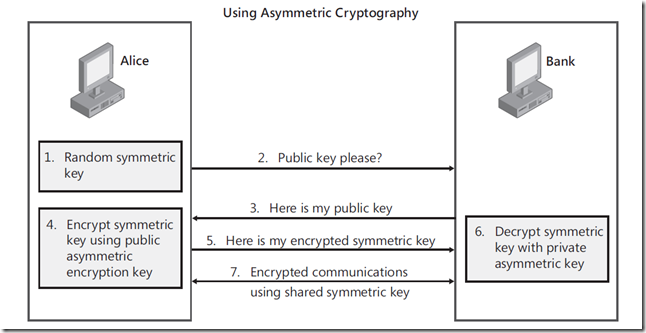 Using Asymmetric Cryptography
Alice
Bank
1. Random symmetric
key
2. Public key please?
3. Here is my public key
4. Encrypt symmetric
key using public
asymmetric
encryption key
5. Here is my encrypted symmetric key
6. Decrypt symmetric
key with private
asymmetric key
7. Encrypted communications
using shared symmetric key